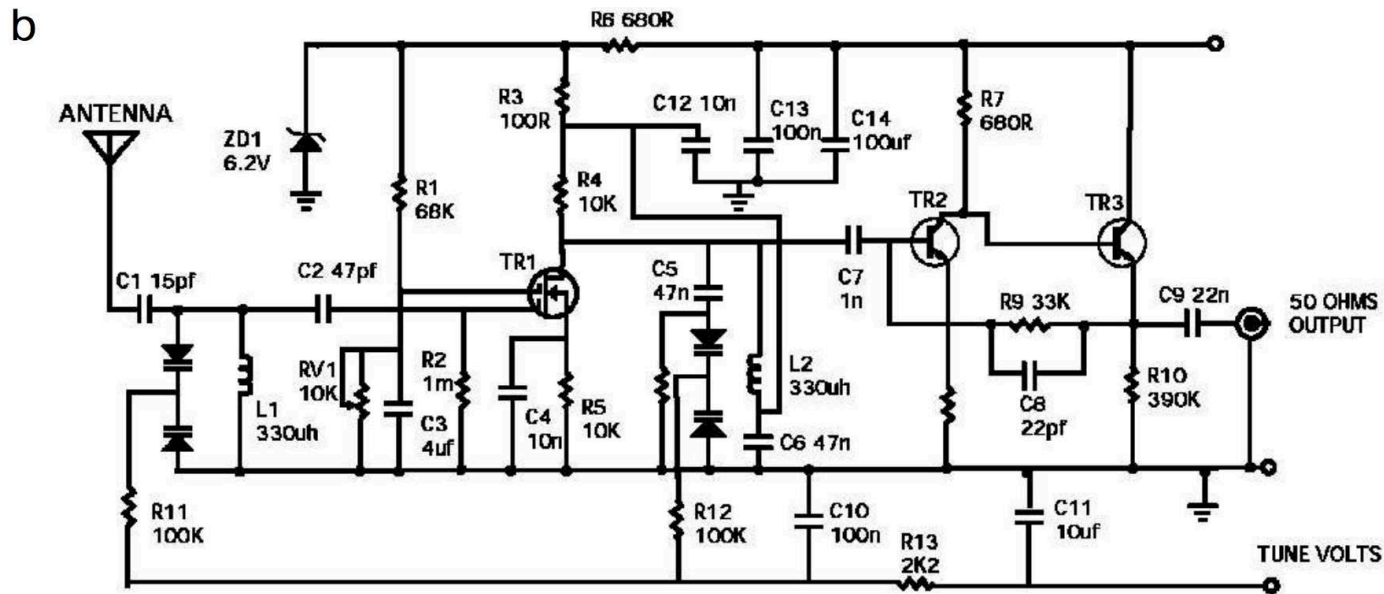 b
R6 680R
ANTENNA
ZD1
6.2V
R3
100R
C12 10n
C13
100n
C14
100uf
R7
680R
R1
68K
R4
10K
TR2
TR3
C1 15pf
C2 47pf
TR1
C5
47n
C7
1n
R9 33K
C9 22n
50 OHMS
OUTPUT
RV1
10K
R2
1m
L2
330uh
L1
330uh
C3
4uf
C4
10n
R5
10K
C6 47n
C8
22pf
R10
390K
R11
100K
R12
100K
C10
100n
C11
10uf
R13
2K2
TUNE VOLTS